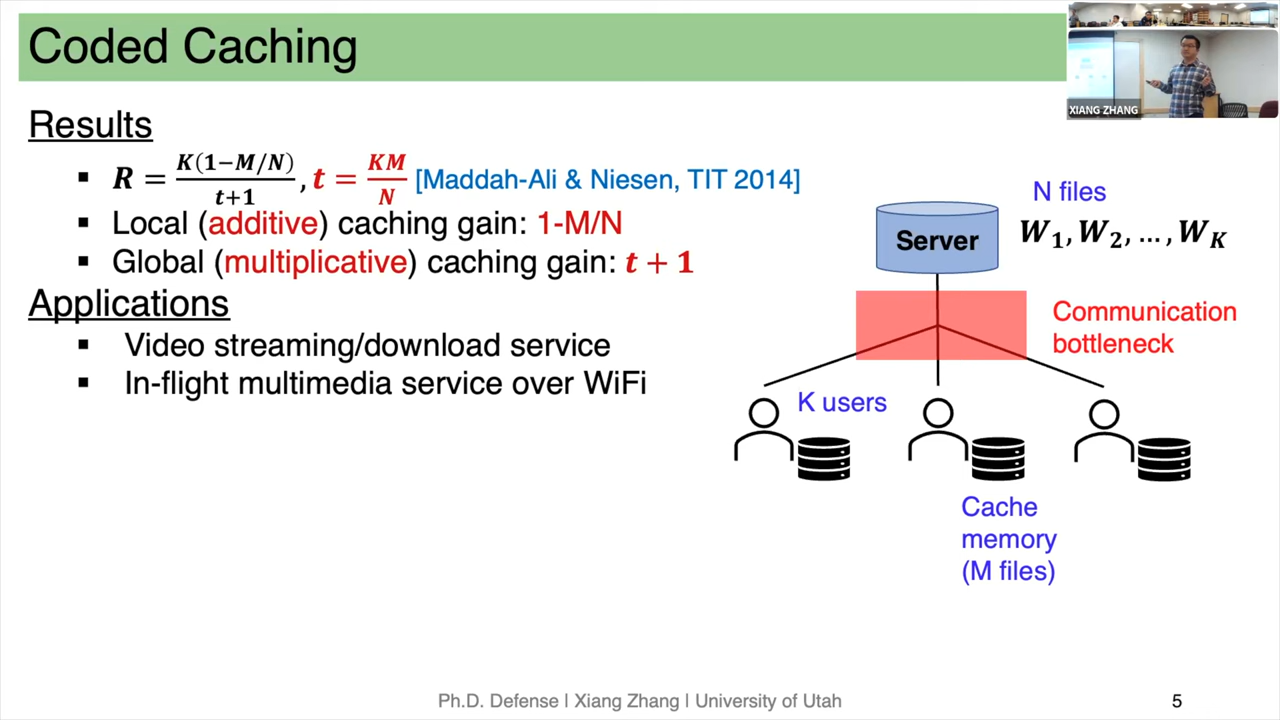 Coded Caching
XIANG ZHANG
Results
▪ R = K(1−M/N)/(t+1), t = KM/N [Maddah-Ali & Niesen, TIT 2014]
▪ Local (additive) caching gain: 1-M/N
▪ Global (multiplicative) caching gain: t + 1
Applications
▪ Video streaming/download service
▪ In-flight multimedia service over WiFi
N files
Server
W₁, W₂, …, W_K
Communication
bottleneck
K users
Cache
memory
(M files)
Ph.D. Defense | Xiang Zhang | University of Utah
5